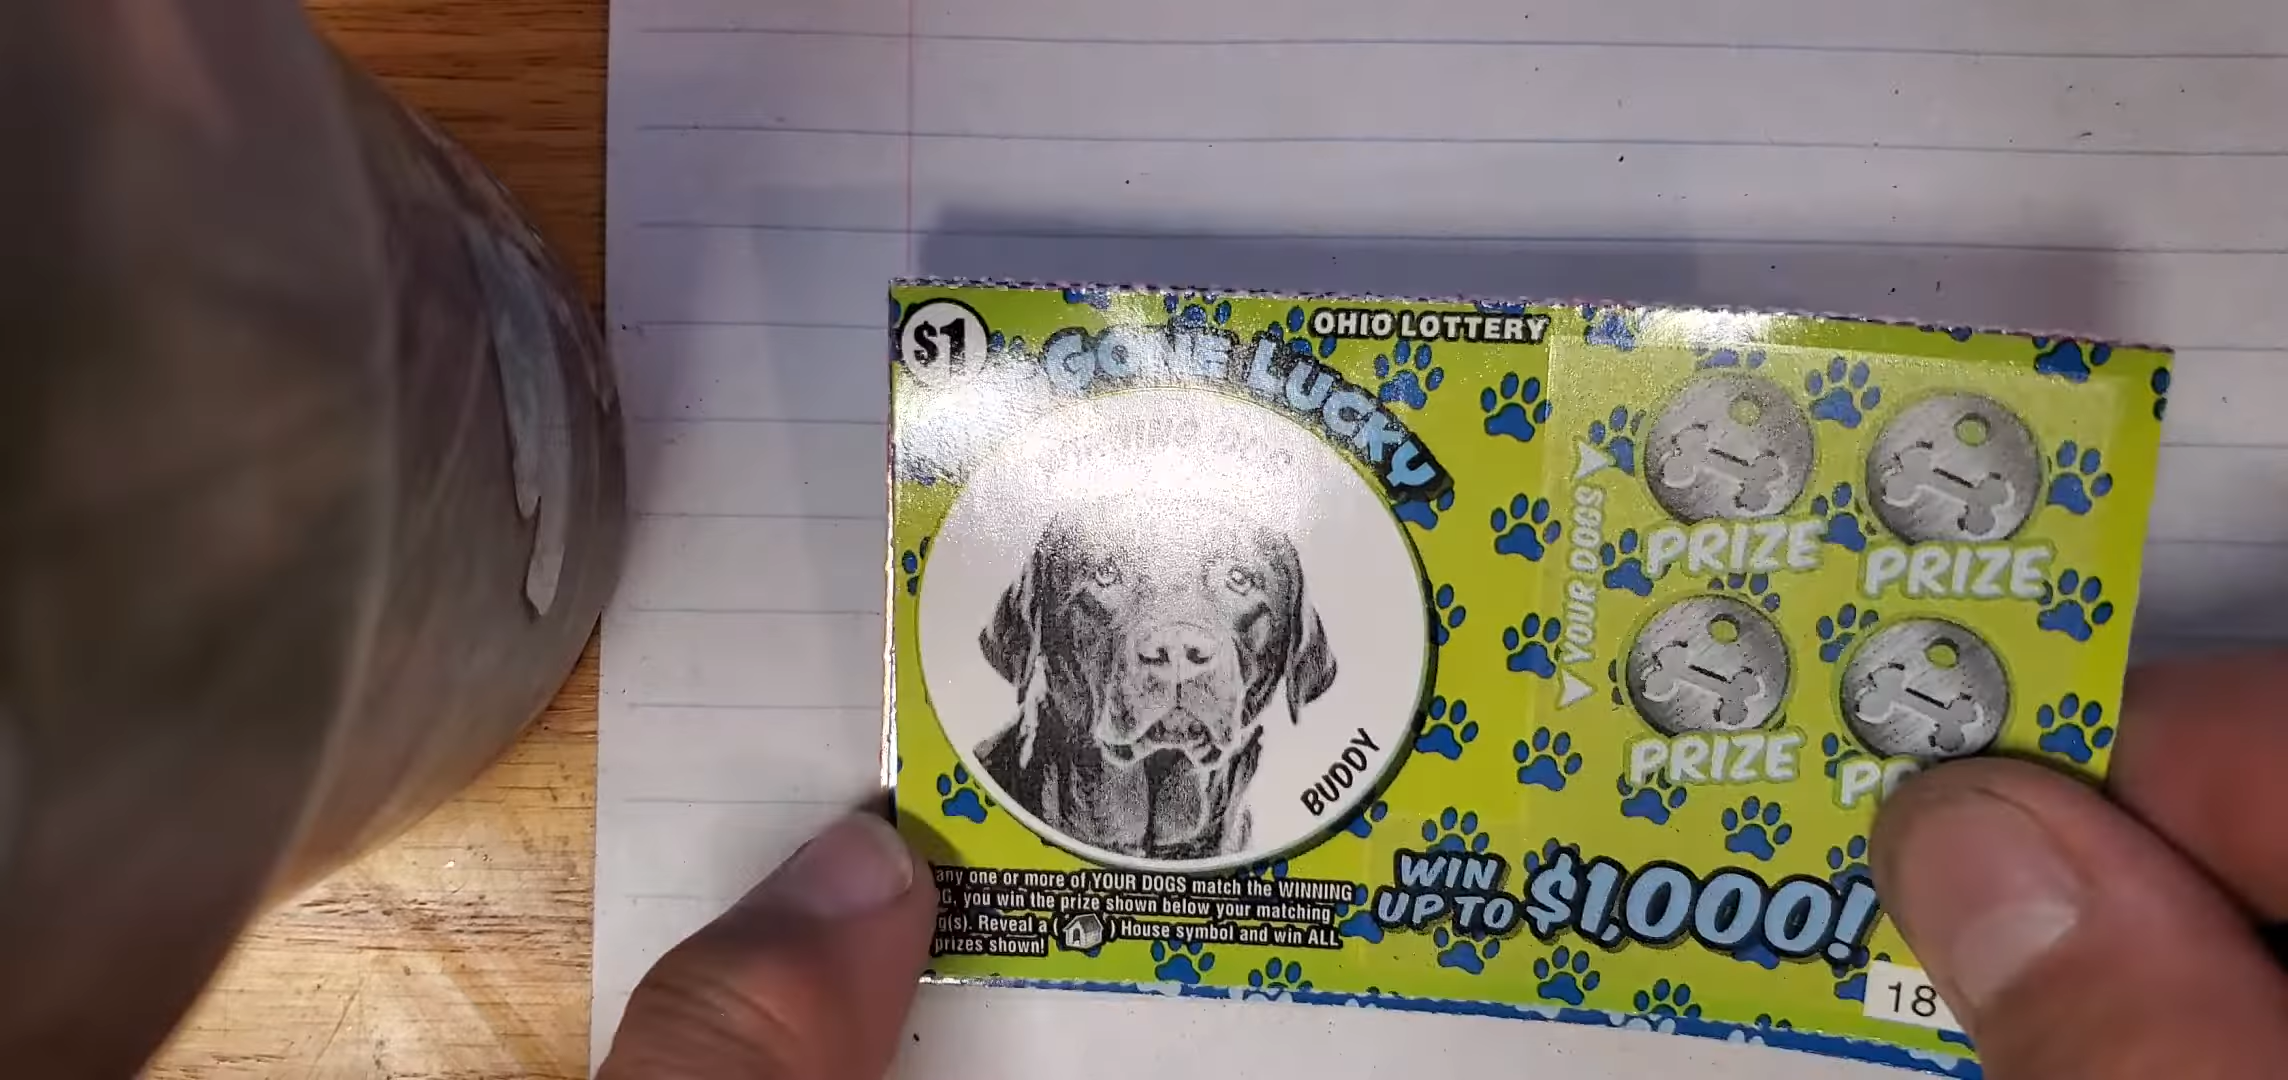 OHIO LOTTERY
$1
GONE LUCKY
WINNING DOG
BUDDY
YOUR DOGS
PRIZE
PRIZE
PRIZE
any one or more of YOUR DOGS match the WINNING
G, you win the prize shown below your matching
g(s). Reveal a ( ) House symbol and win ALL
prizes shown!
WIN
UP TO
$1,000!
18